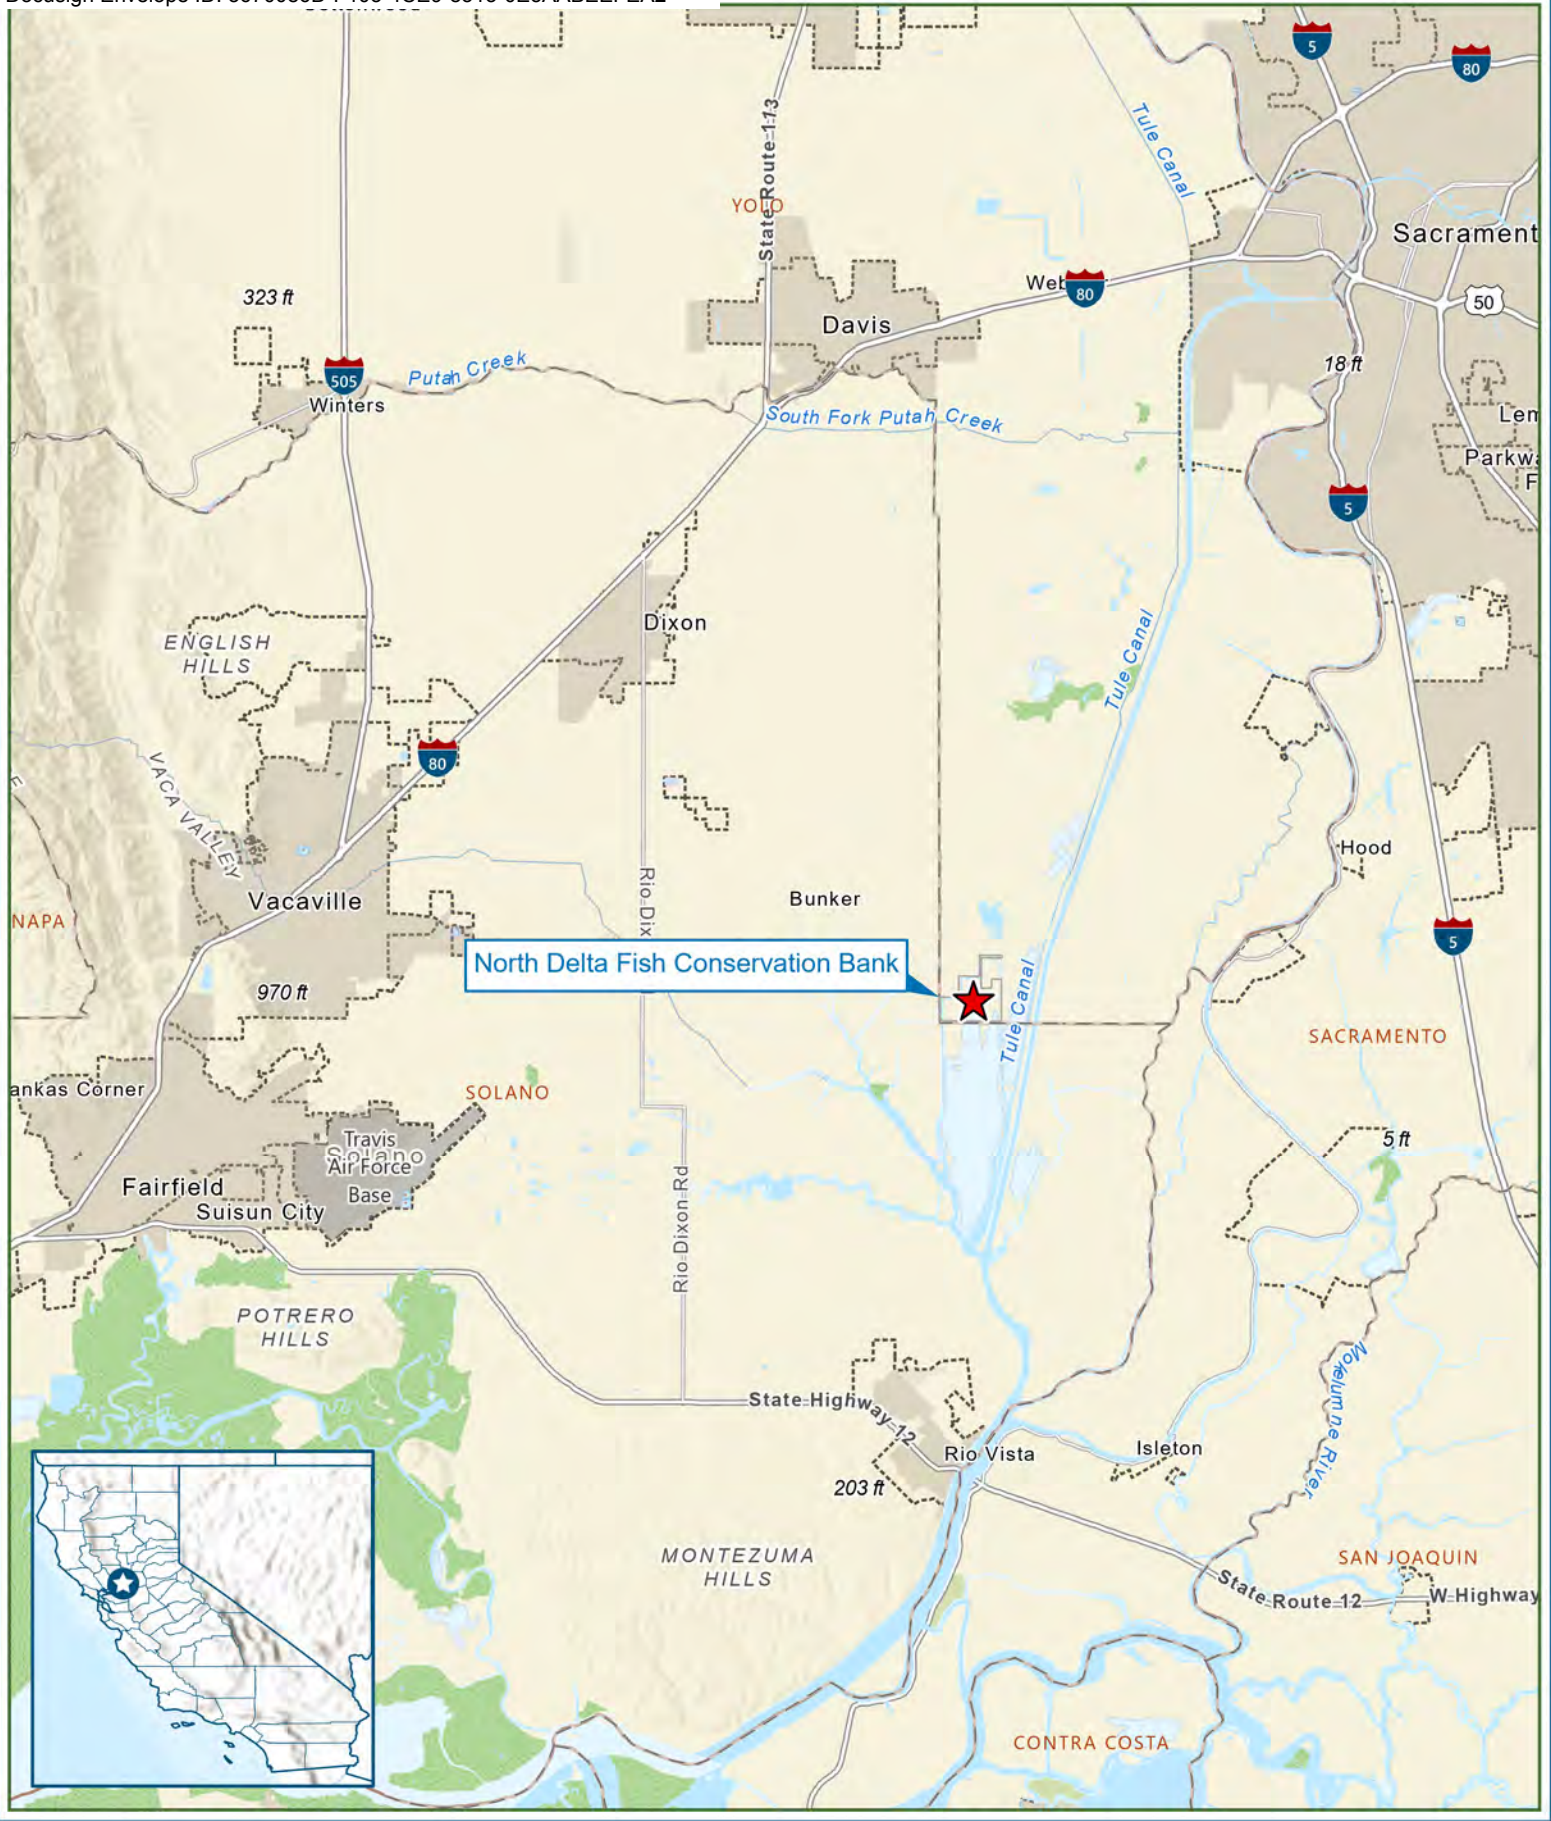 5
80
Tule Canal
State Route 113
YOLO
Sacrament
323 ft
Web
80
50
Davis
18 ft
Putah Creek
505
Winters
South Fork Putah Creek
Lem
Parkwa
F
5
ENGLISH
HILLS
Dixon
Tule Canal
VACA VALLEY
80
Hood
Vacaville
Rio-Dix
Bunker
NAPA
5
North Delta Fish Conservation Bank
970 ft
Tule Canal
SACRAMENTO
ankas Corner
SOLANO
Travis
Solano
Air Force
Base
5 ft
Fairfield
Suisun City
Rio-Dixon-Rd
POTRERO
HILLS
Mokelumne River
State-Highway-12
Rio Vista
Isleton
203 ft
MONTEZUMA
HILLS
SAN JOAQUIN
State-Route-12
W-Highway
CONTRA COSTA